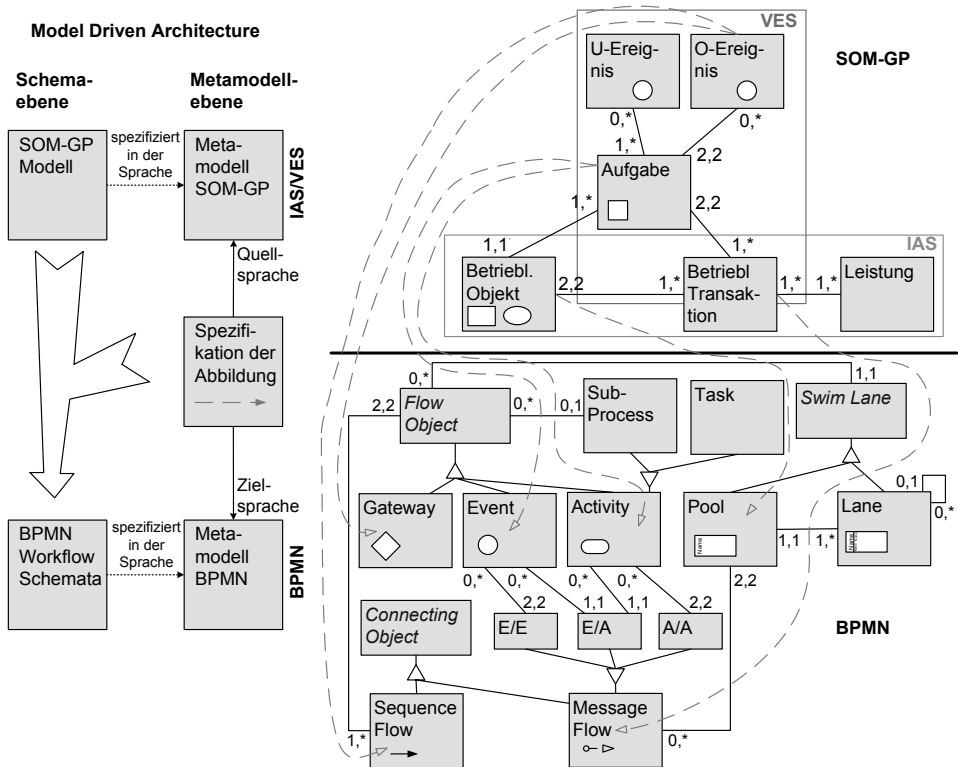 Model Driven Architecture
Schema-
ebene
Metamodell-
ebene
SOM-GP
Modell
spezifiziert
in der
Sprache
Meta-
modell
SOM-GP
IAS/VES
Quell-
sprache
Spezifi-
kation der
Abbildung
Ziel-
sprache
BPMN
Workflow
Schemata
spezifiziert
in der
Sprache
Meta-
modell
BPMN
BPMN
VES
SOM-GP
U-Ereig-
nis
O-Ereig-
nis
0,*
0,*
1,*
2,2
Aufgabe
1,*
2,2
1,1
1,*
IAS
Betriebl.
Objekt
2,2
1,*
Betriebl
Transak-
tion
1,*
1,*
Leistung
0,*
1,1
2,2
Flow
Object
0,*
0,1
Sub-
Process
Task
Swim Lane
Gateway
Event
Activity
Pool
Name
Lane
Name
0,1
0,*
1,1
1,*
0,*
0,*
0,*
0,*
2,2
2,2
1,1
1,1
2,2
E/E
E/A
A/A
Connecting
Object
BPMN
Sequence
Flow
1,*
Message
Flow
0,*